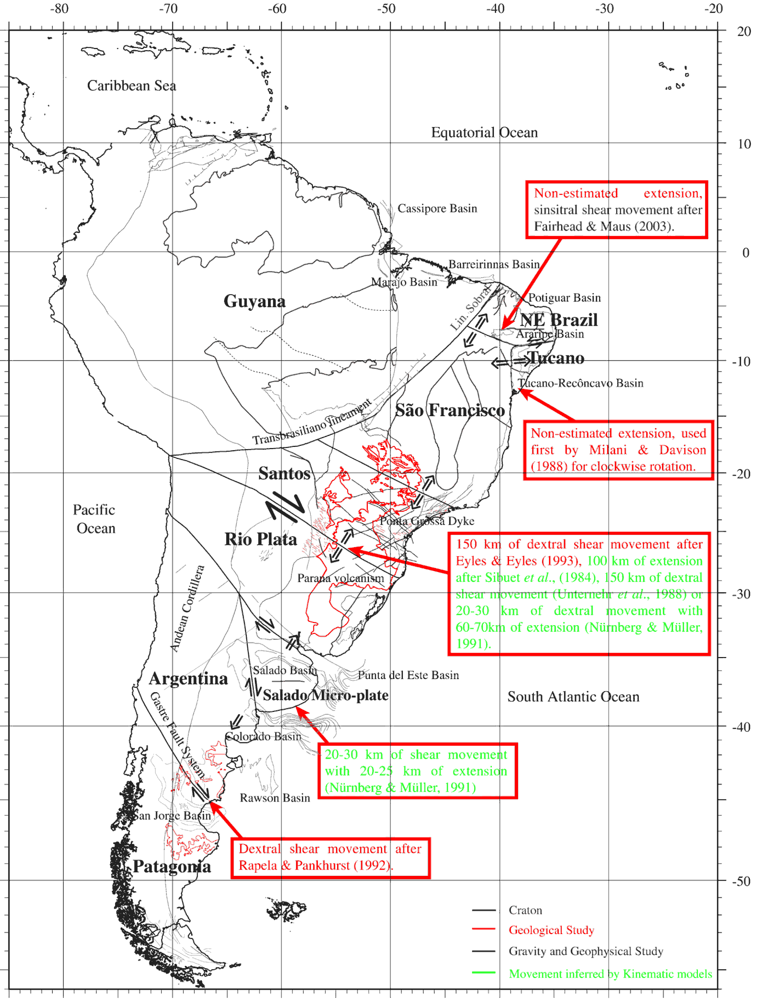 -80 -70 -60 -50 -40 -30 -20
20
Caribbean Sea
Equatorial Ocean
10
Non-estimated extension,
sinsitral shear movement after
Fairhead & Maus (2003).
Cassipore Basin
0
Barreirinnas Basin
Marajo Basin
Lin. Sobral
Potiguar Basin
Guyana
NE Brazil
Araripe Basin
Tucano
-10
Tucano-Recôncavo Basin
São Francisco
Transbrasiliano lineament
Non-estimated extension, used
first by Milani & Davison
(1988) for clockwise rotation.
Santos
-20
Pacific
Ocean
Ponta Grossa Dyke
Rio Plata
150 km of dextral shear movement after
Eyles & Eyles (1993), 100 km of extension
after Sibuet et al., (1984), 150 km of dextral
shear movement (Unternehr et al., 1988) or
20-30 km of dextral movement with
60-70km of extension (Nürnberg & Müller,
1991).
Parana volcanism
-30
Andean Cordillera
Salado Basin
Argentina
Punta del Este Basin
Salado Micro-plate
South Atlantic Ocean
Gastre Fault System
-40
Colorado Basin
20-30 km of shear movement
with 20-25 km of extension
(Nürnberg & Müller, 1991)
Rawson Basin
San Jorge Basin
Dextral shear movement after
Rapela & Pankhurst (1992).
Patagonia
-50
Craton
Geological Study
Gravity and Geophysical Study
Movement inferred by Kinematic models